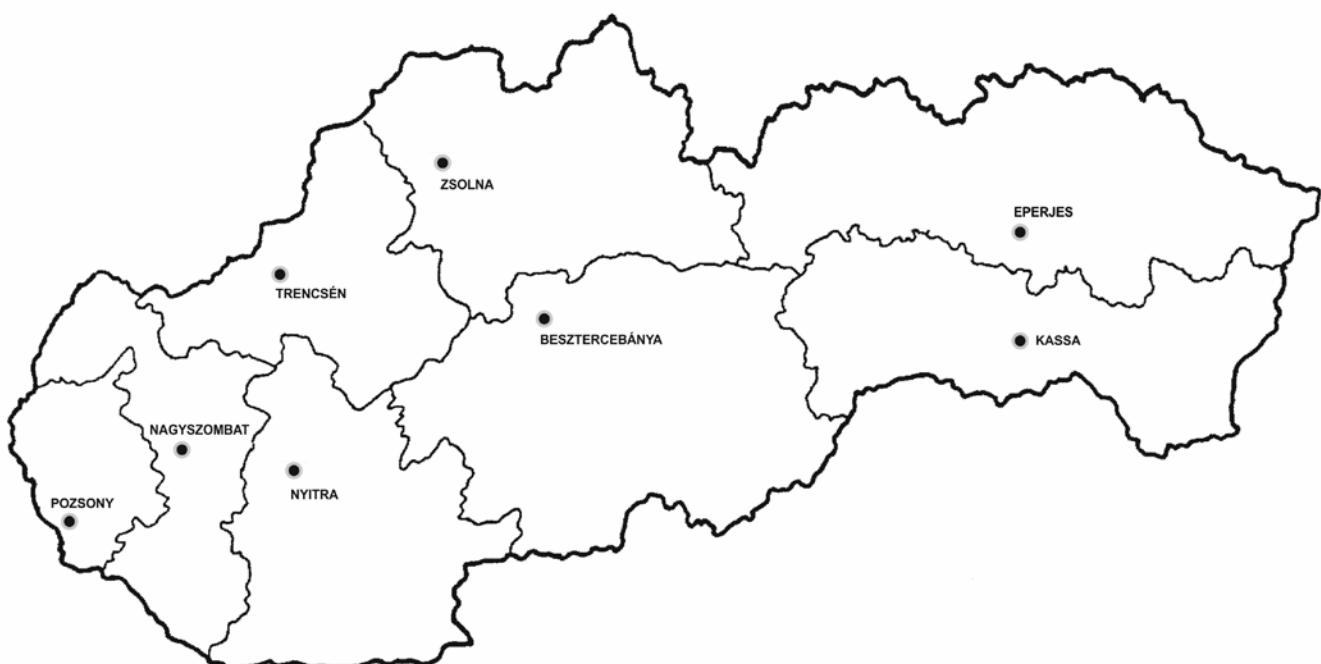 ZSOLNA
EPERJES
TRENCSÉN
BESZTERCEBÁNYA
KASSA
NAGYSZOMBAT
NYITRA
POZSONY